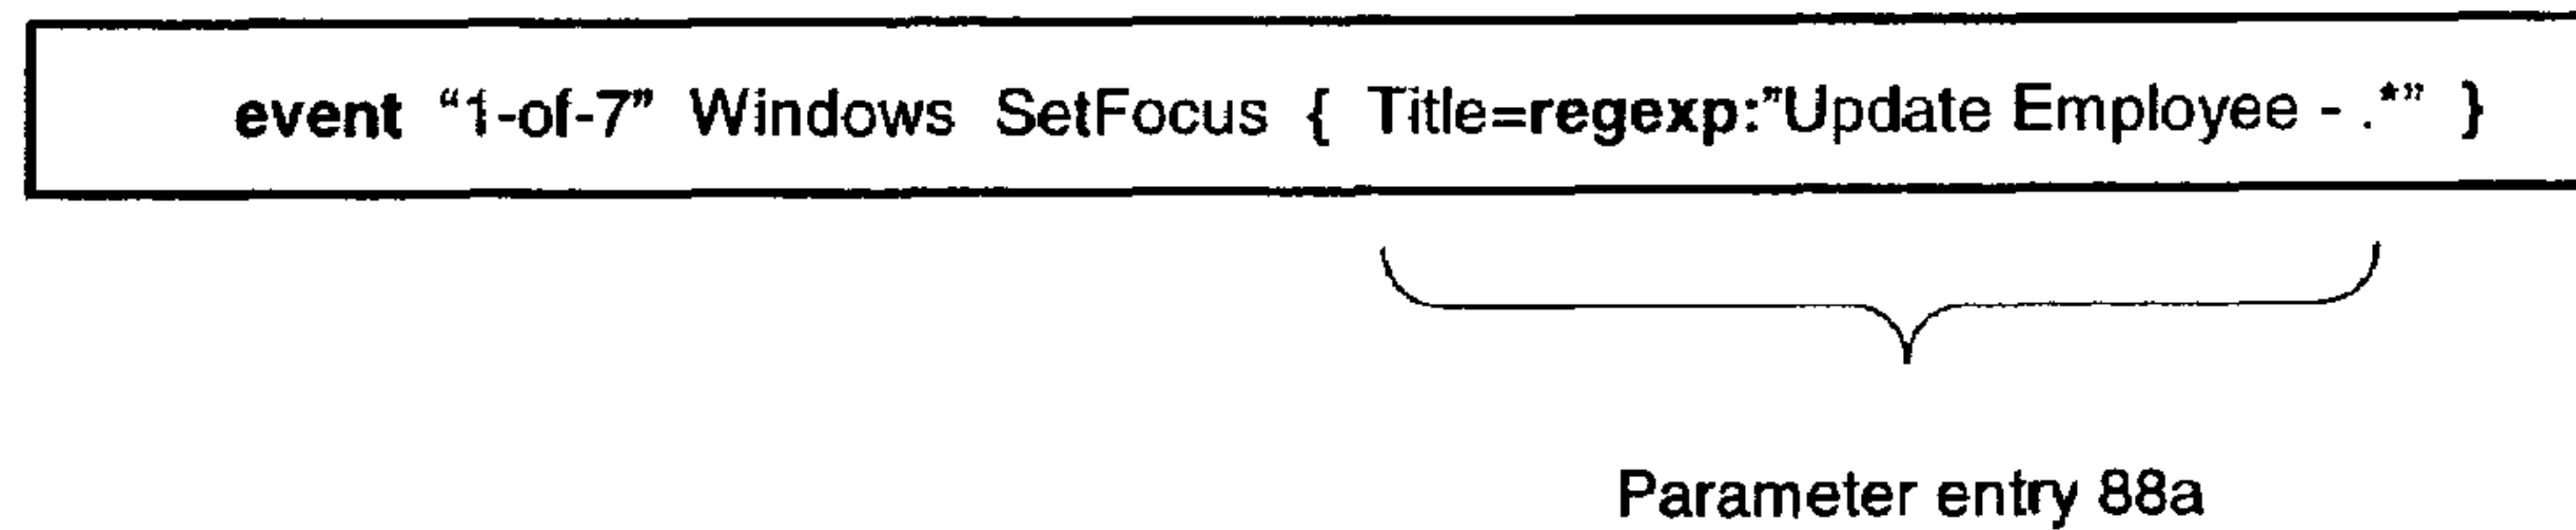 event “1-of-7” Windows SetFocus { Title=regexp:”Update Employee - .*” }
Parameter entry 88a